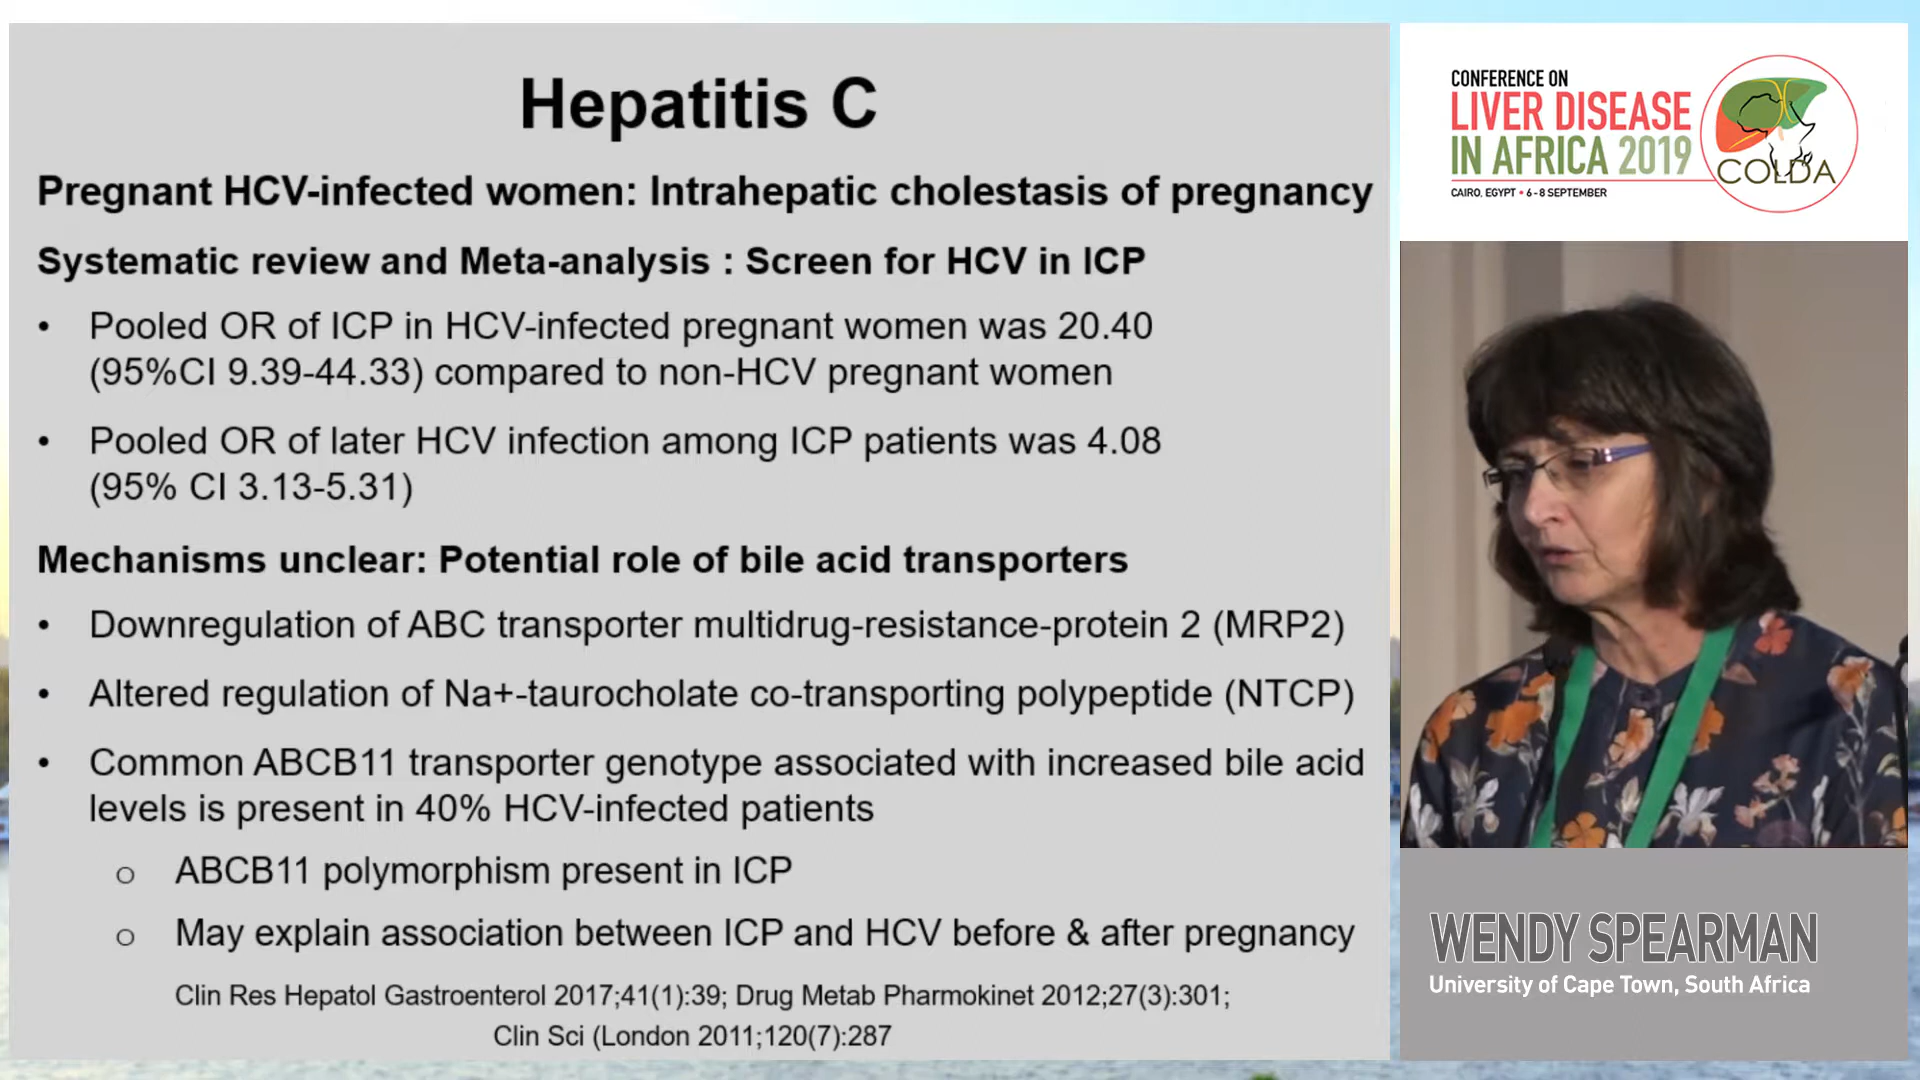 Hepatitis C
Pregnant HCV-infected women: Intrahepatic cholestasis of pregnancy
Systematic review and Meta-analysis : Screen for HCV in ICP
• Pooled OR of ICP in HCV-infected pregnant women was 20.40
(95%CI 9.39-44.33) compared to non-HCV pregnant women
• Pooled OR of later HCV infection among ICP patients was 4.08
(95% CI 3.13-5.31)
Mechanisms unclear: Potential role of bile acid transporters
• Downregulation of ABC transporter multidrug-resistance-protein 2 (MRP2)
• Altered regulation of Na+-taurocholate co-transporting polypeptide (NTCP)
• Common ABCB11 transporter genotype associated with increased bile acid
levels is present in 40% HCV-infected patients
o ABCB11 polymorphism present in ICP
o May explain association between ICP and HCV before & after pregnancy
Clin Res Hepatol Gastroenterol 2017;41(1):39; Drug Metab Pharmokinet 2012;27(3):301;
Clin Sci (London 2011;120(7):287
CONFERENCE ON
LIVER DISEASE
IN AFRICA 2019
CAIRO, EGYPT • 6 - 8 SEPTEMBER
COLDA
WENDY SPEARMAN
University of Cape Town, South Africa